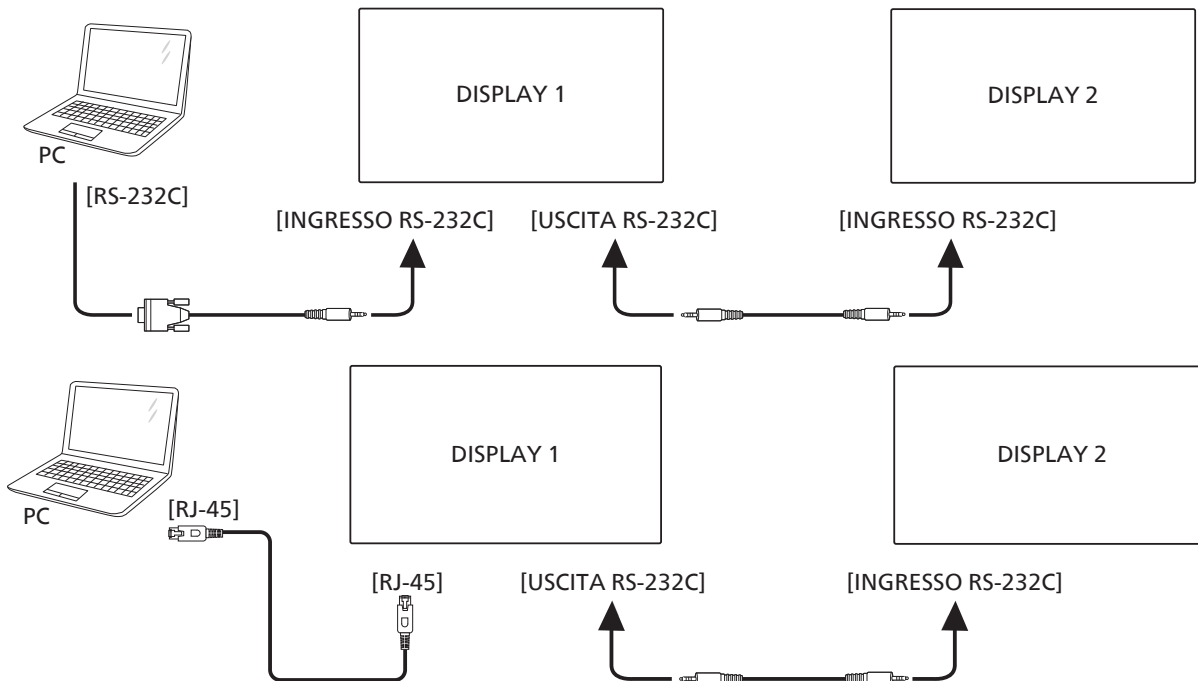 DISPLAY 1
DISPLAY 2
PC
[RS-232C]
[INGRESSO RS-232C]
[USCITA RS-232C]
[INGRESSO RS-232C]
DISPLAY 1
DISPLAY 2
PC
[RJ-45]
[RJ-45]
[USCITA RS-232C]
[INGRESSO RS-232C]